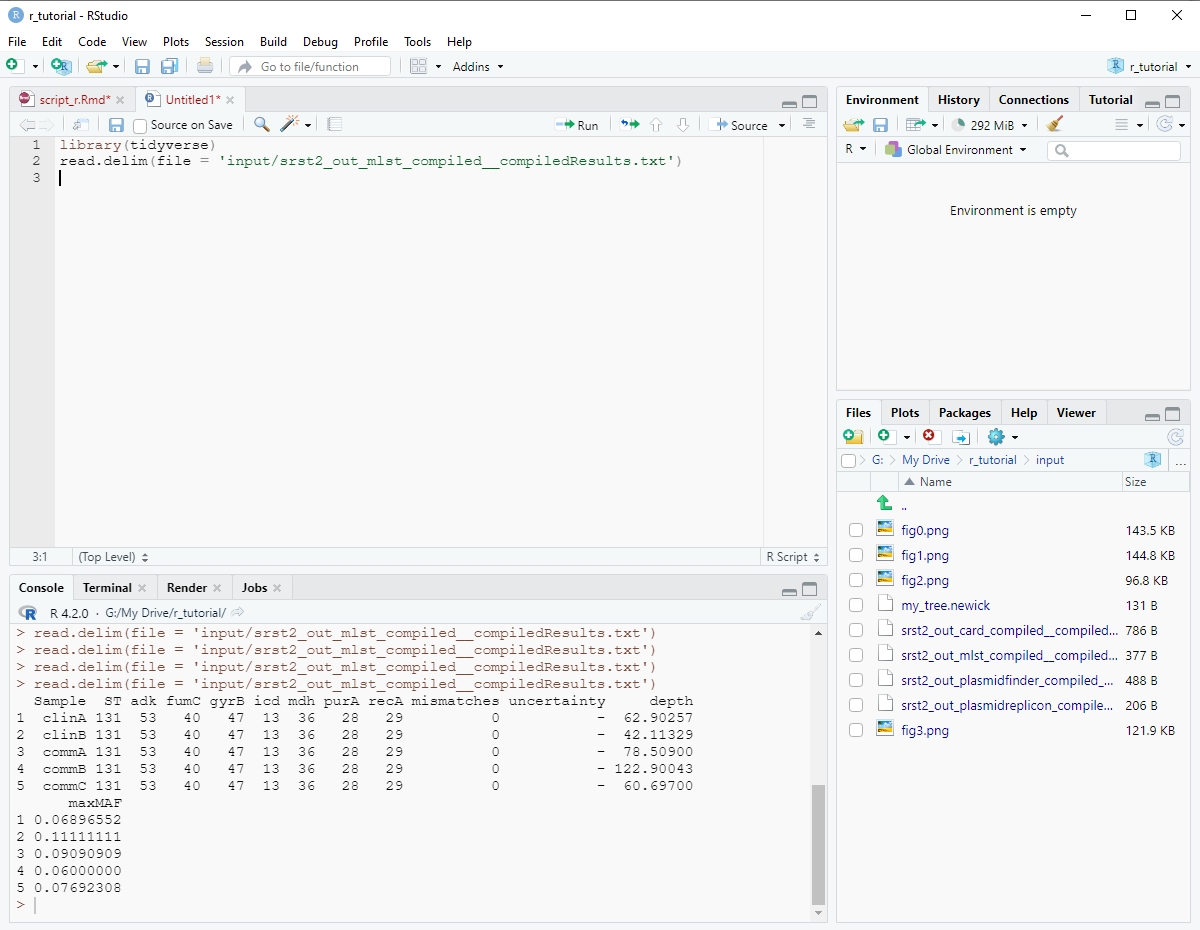 r_tutorial - RStudio
File Edit Code View Plots Session Build Debug Profile Tools Help
Go to file/function Addins r_tutorial
script_r.Rmd* Untitled1*
Source on Save Run Source
1 library(tidyverse)
2 read.delim(file = 'input/srst2_out_mlst_compiled__compiledResults.txt')
3
3:1 (Top Level) R Script
Console Terminal Render Jobs
R 4.2.0 · G:/My Drive/r_tutorial/
> read.delim(file = 'input/srst2_out_mlst_compiled__compiledResults.txt')
> read.delim(file = 'input/srst2_out_mlst_compiled__compiledResults.txt')
> read.delim(file = 'input/srst2_out_mlst_compiled__compiledResults.txt')
> read.delim(file = 'input/srst2_out_mlst_compiled__compiledResults.txt')
Sample ST adk fumC gyrB icd mdh purA recA mismatches uncertainty depth
1 clinA 131 53 40 47 13 36 28 29 0 - 62.90257
2 clinB 131 53 40 47 13 36 28 29 0 - 42.11329
3 commA 131 53 40 47 13 36 28 29 0 - 78.50900
4 commB 131 53 40 47 13 36 28 29 0 - 122.90043
5 commC 131 53 40 47 13 36 28 29 0 - 60.69700
maxMAF
1 0.06896552
2 0.11111111
3 0.09090909
4 0.06000000
5 0.07692308
>
Environment History Connections Tutorial
292 MiB
R Global Environment
Environment is empty
Files Plots Packages Help Viewer
G: My Drive r_tutorial input ...
Name Size
..
fig0.png 143.5 KB
fig1.png 144.8 KB
fig2.png 96.8 KB
my_tree.newick 131 B
srst2_out_card_compiled__compiled... 786 B
srst2_out_mlst_compiled__compiled... 377 B
srst2_out_plasmidfinder_compiled_... 488 B
srst2_out_plasmidreplicon_compile... 206 B
fig3.png 121.9 KB